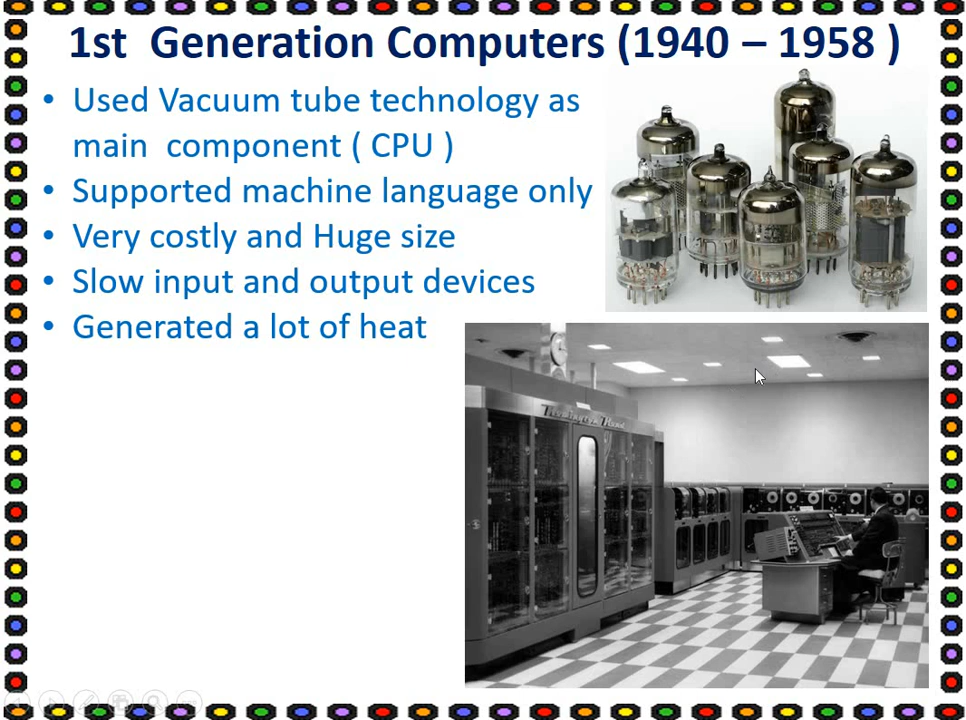 1st Generation Computers (1940 – 1958 )
• Used Vacuum tube technology as
main component ( CPU )
• Supported machine language only
• Very costly and Huge size
• Slow input and output devices
• Generated a lot of heat